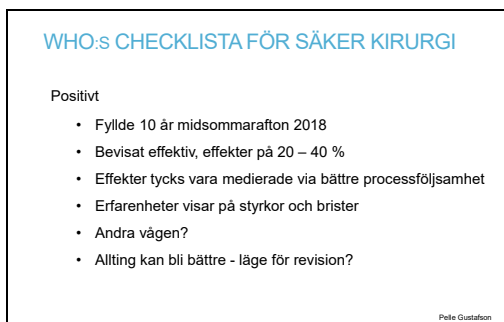 WHO:s CHECKLISTA FÖR SÄKER KIRURGI
Positivt
• Fyllde 10 år midsommarafton 2018
• Bevisat effektiv, effekter på 20 – 40 %
• Effekter tycks vara medierade via bättre processföljsamhet
• Erfarenheter visar på styrkor och brister
• Andra vågen?
• Allting kan bli bättre - läge för revision?
Pelle Gustafson